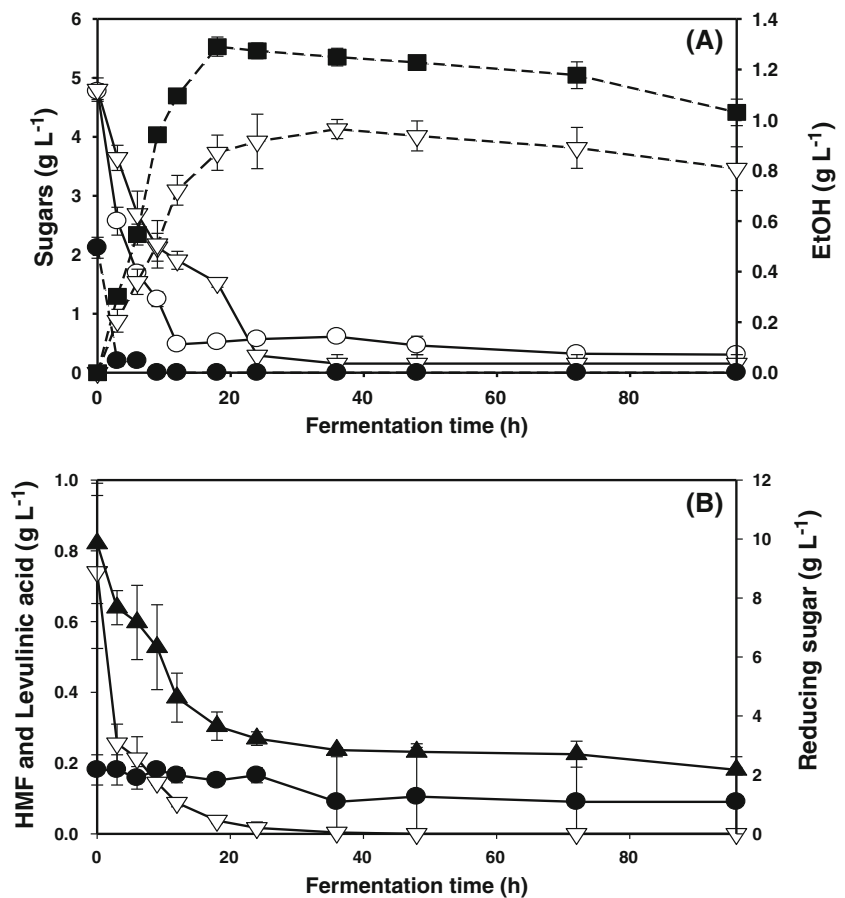 (A)
Sugars (g L-1)
6
5
4
3
2
1
0
EtOH (g L-1)
1.4
1.2
1.0
0.8
0.6
0.4
0.2
0.0
0 20 40 60 80
Fermentation time (h)
(B)
HMF and Levulinic acid (g L-1)
1.0
0.8
0.6
0.4
0.2
0.0
Reducing sugar (g L-1)
12
10
8
6
4
2
0
0 20 40 60 80
Fermentation time (h)